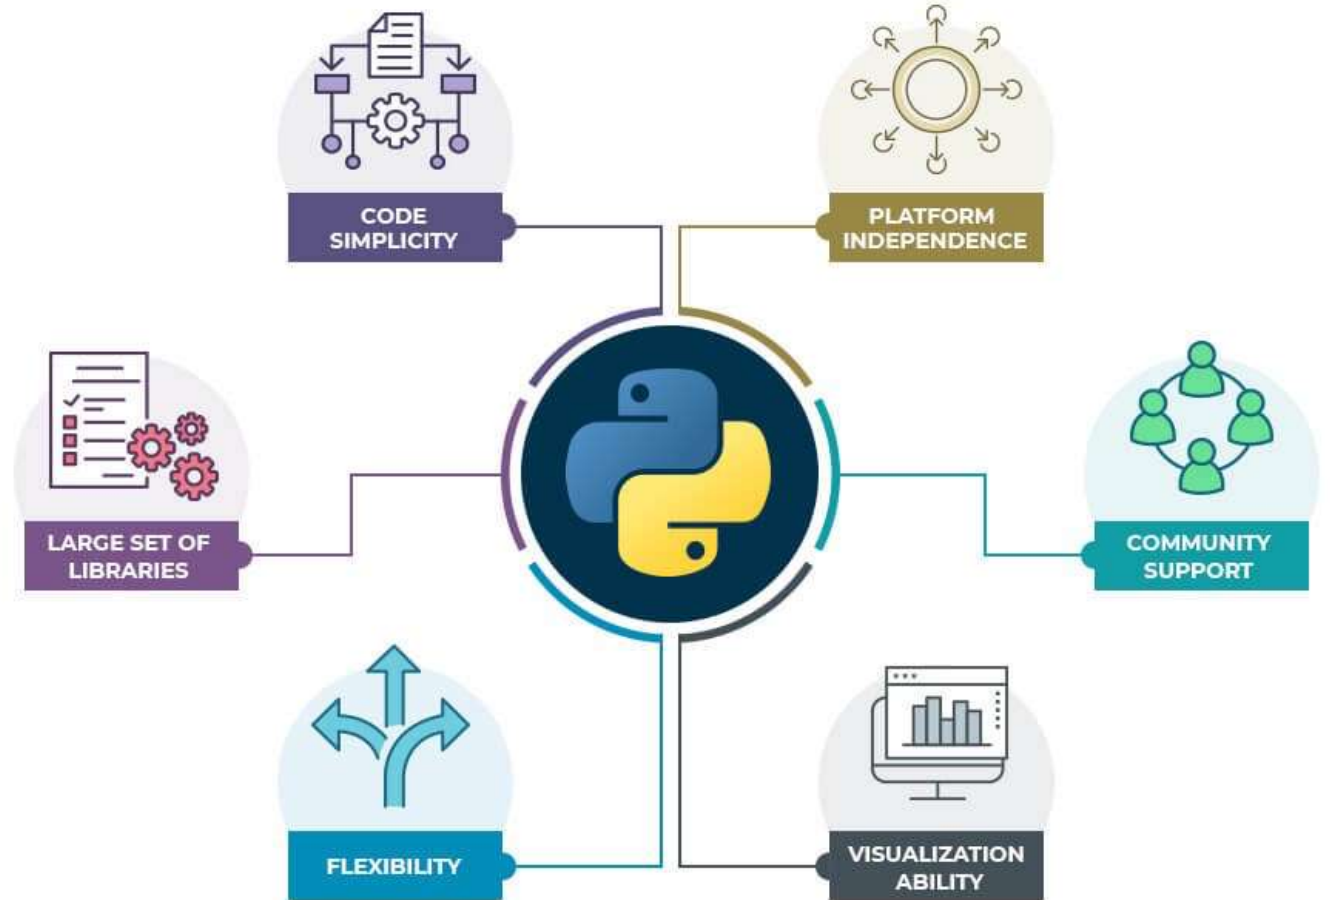 CODE
SIMPLICITY
PLATFORM
INDEPENDENCE
LARGE SET OF
LIBRARIES
COMMUNITY
SUPPORT
FLEXIBILITY
VISUALIZATION
ABILITY